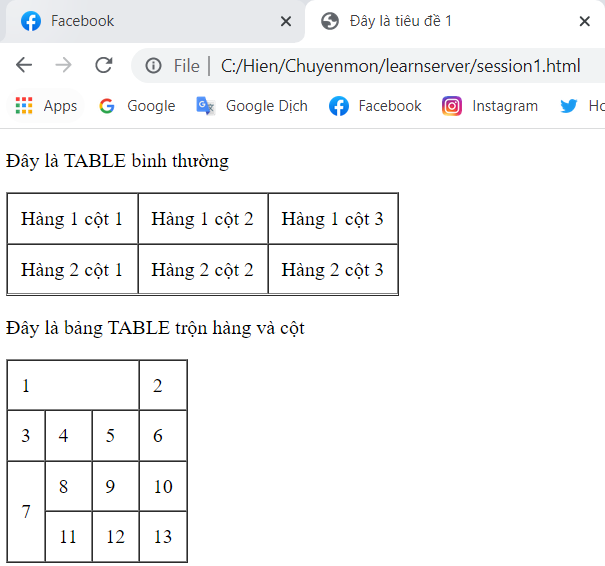 Facebook
Đây là tiêu đề 1
File | C:/Hien/Chuyenmon/learnserver/session1.html
Apps Google Google Dịch Facebook Instagram Ho
Đây là TABLE bình thường
Hàng 1 cột 1 Hàng 1 cột 2 Hàng 1 cột 3
Hàng 2 cột 1 Hàng 2 cột 2 Hàng 2 cột 3
Đây là bảng TABLE trộn hàng và cột
1 2
3 4 5 6
7 8 9 10
11 12 13